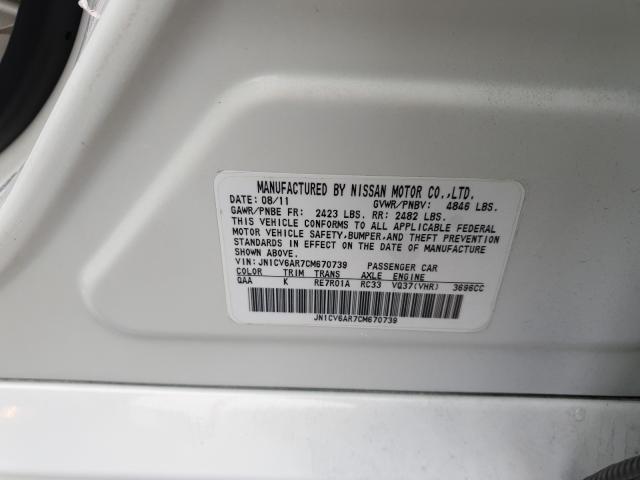 MANUFACTURED BY NISSAN MOTOR CO.,LTD.
DATE: 08/11 GVWR/PNBV: 4846 LBS.
GAWR/PNBE FR: 2423 LBS. RR: 2482 LBS.
THIS VEHICLE CONFORMS TO ALL APPLICABLE FEDERAL
MOTOR VEHICLE SAFETY,BUMPER,AND THEFT PREVENTION
STANDARDS IN EFFECT ON THE DATE OF MANUFACTURE
SHOWN ABOVE.
VIN: JN1CV6AR7CM670739 PASSENGER CAR
COLOR TRIM TRANS AXLE ENGINE
QAA K RE7R01A RC33 VQ37(VHR) 3696CC
JN1CV6AR7CM670739